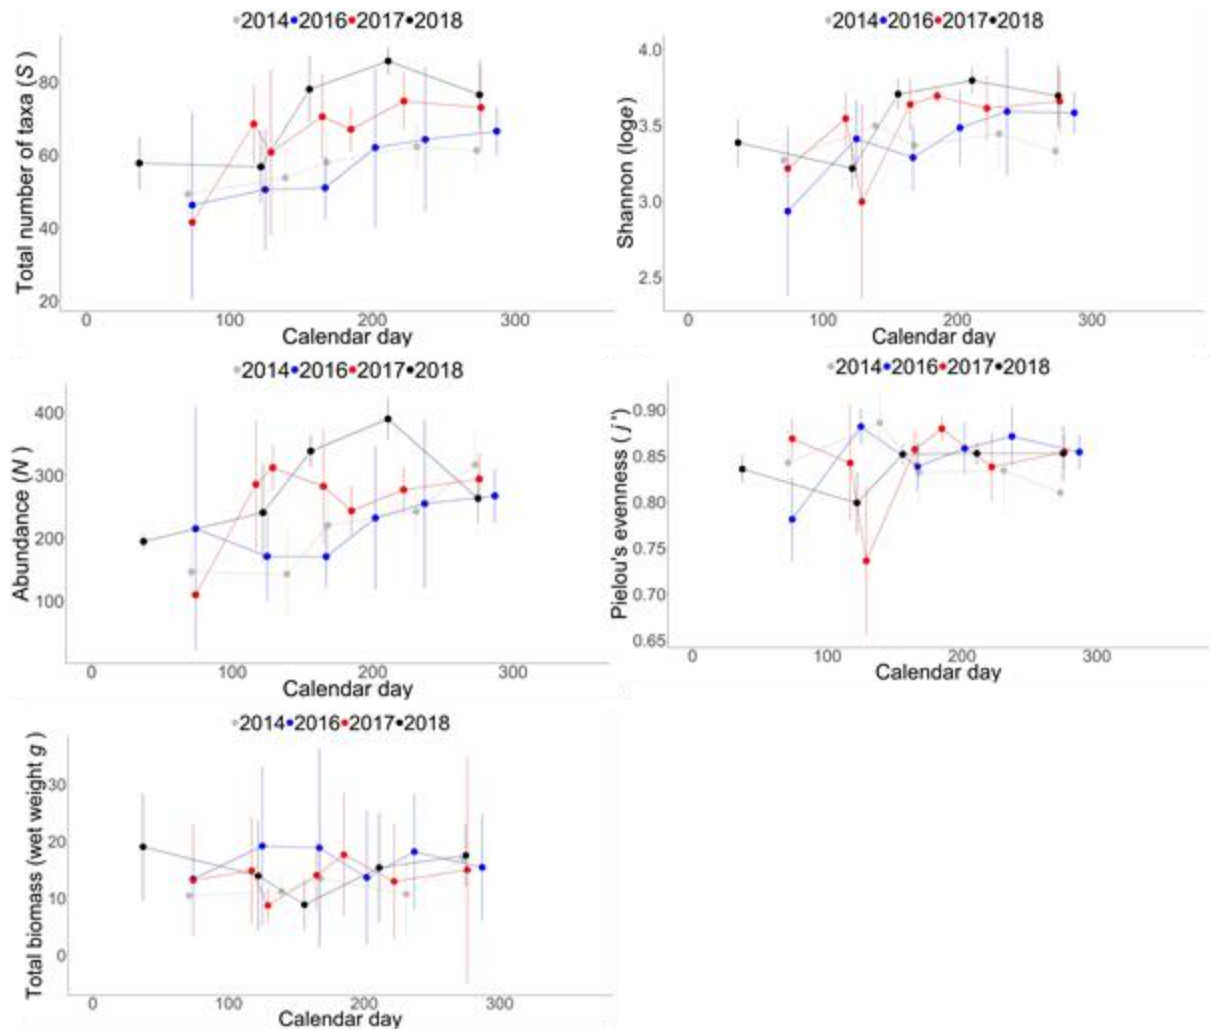 2014 2016 2017 2018
Total number of taxa (S)
80
60
40
20
0 100 200 300
Calendar day
2014 2016 2017 2018
Shannon (loge)
4.0
3.5
3.0
2.5
0 100 200 300
Calendar day
2014 2016 2017 2018
Abundance (N)
400
300
200
100
0 100 200 300
Calendar day
2014 2016 2017 2018
Pielou's evenness (j')
0.90
0.85
0.80
0.75
0.70
0.65
0 100 200 300
Calendar day
2014 2016 2017 2018
Total biomass (wet weight g)
30
20
10
0
0 100 200 300
Calendar day